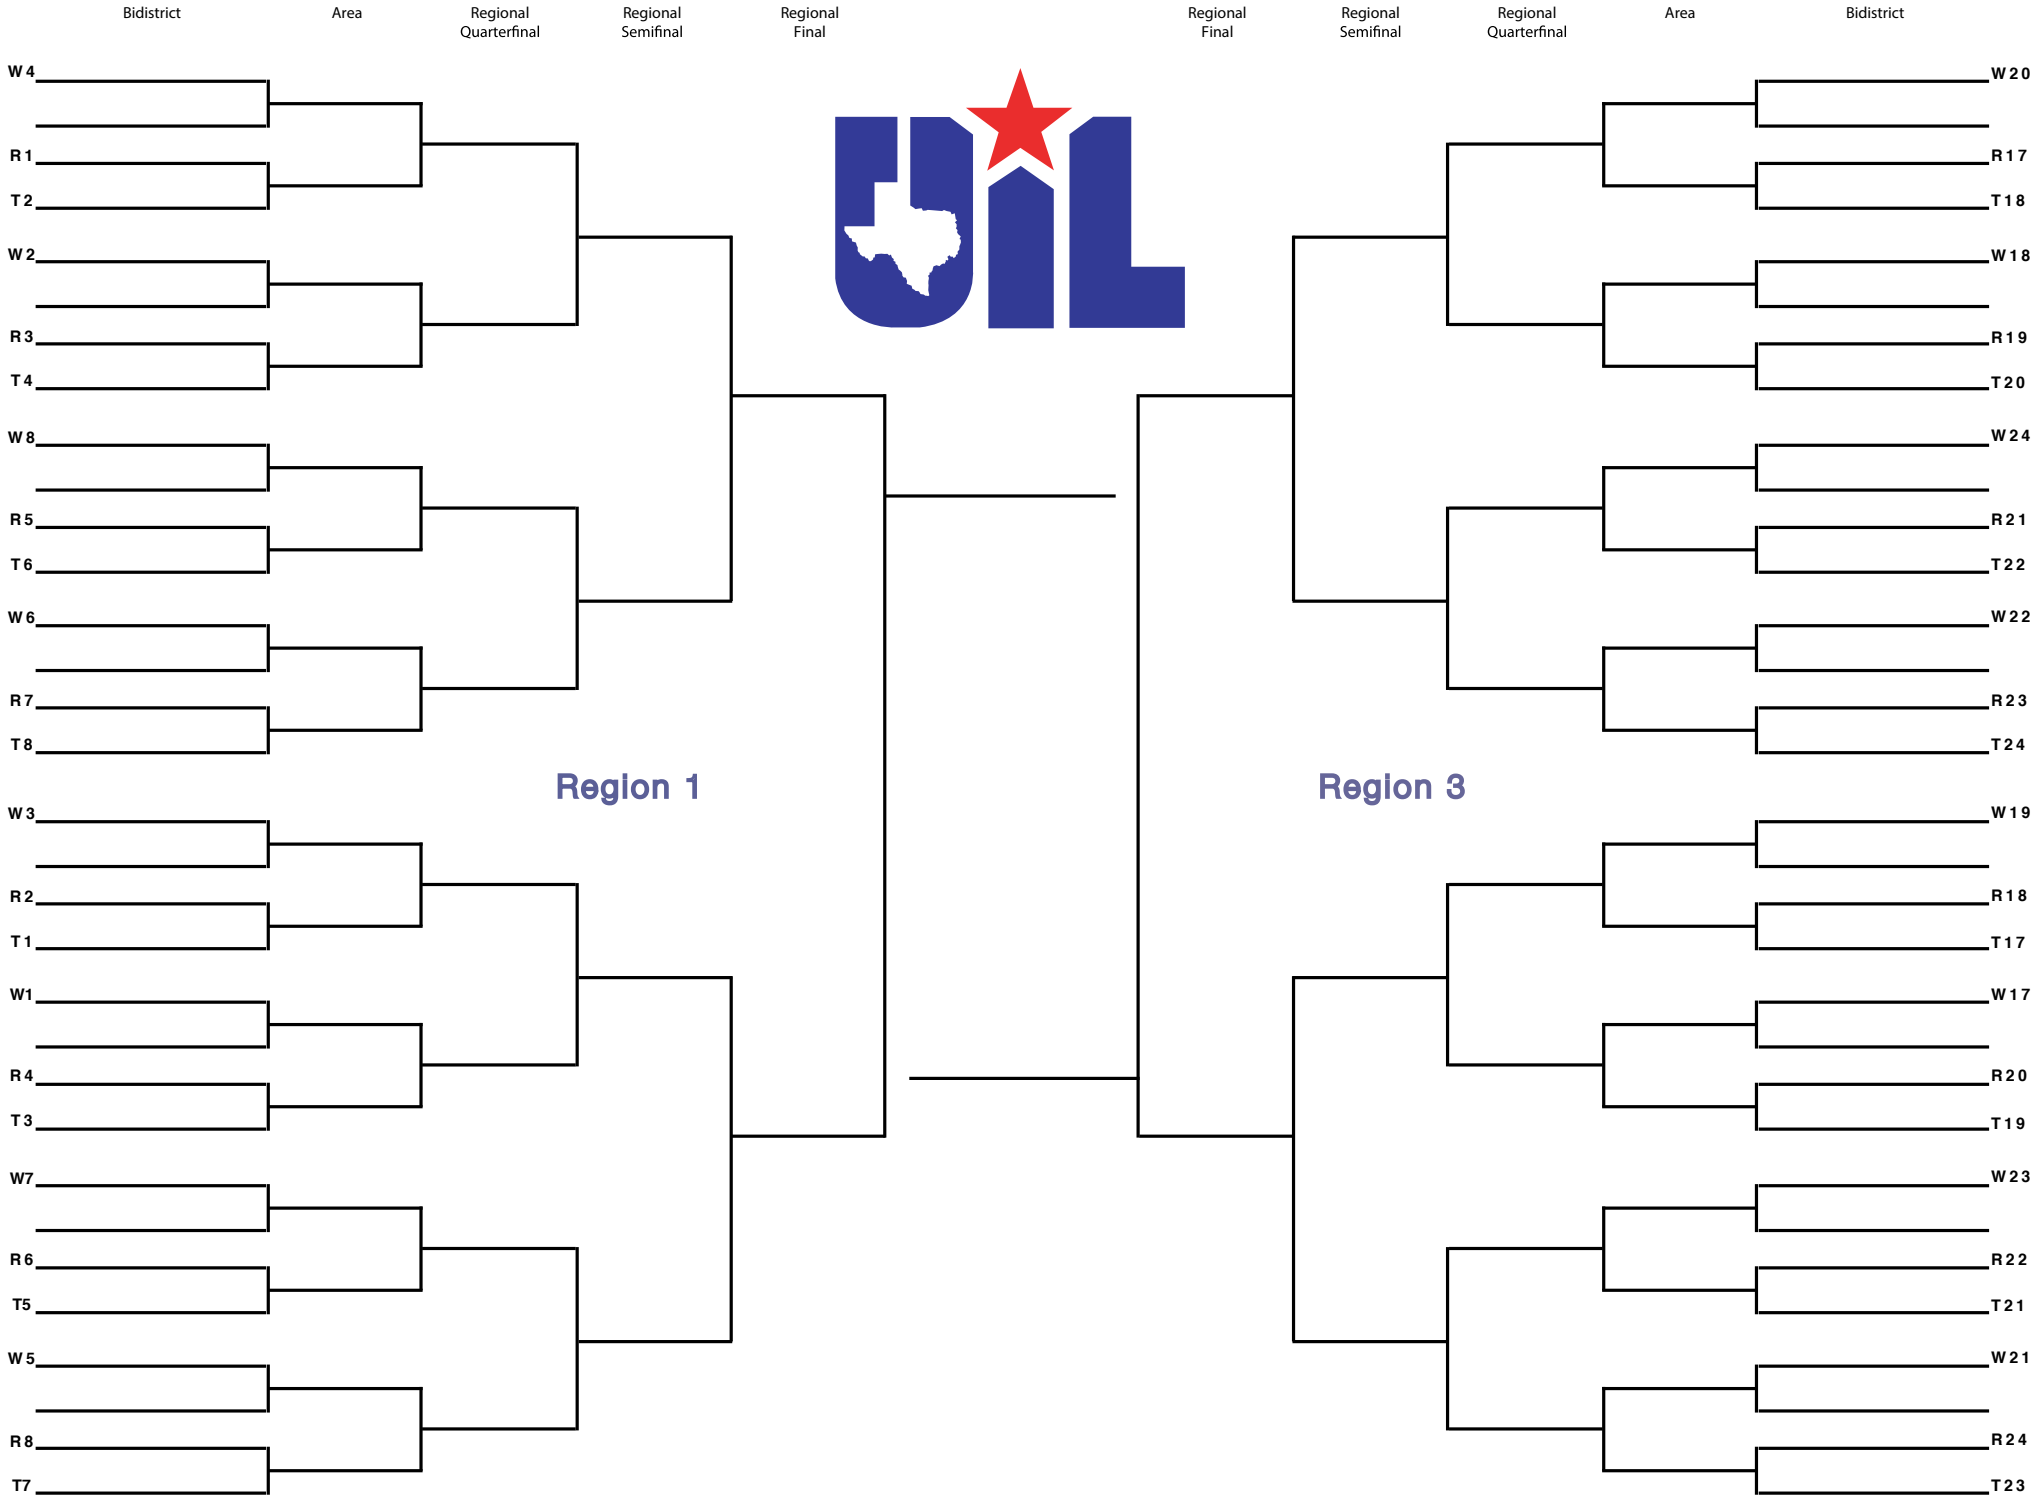 Bidistrict Area Regional Regional Regional Regional Regional Regional Area Bidistrict
Quarterfinal Semifinal Final Final Semifinal Quarterfinal
W4
R1
T2
W2
R3
T4
W8
R5
T6
W6
R7
T8
W3
R2
T1
W1
R4
T3
W7
R6
T5
W5
R8
T7
UIL
Region 1
Region 3
W20
R17
T18
W18
R19
T20
W24
R21
T22
W22
R23
T24
W19
R18
T17
W17
R20
T19
W23
R22
T21
W21
R24
T23